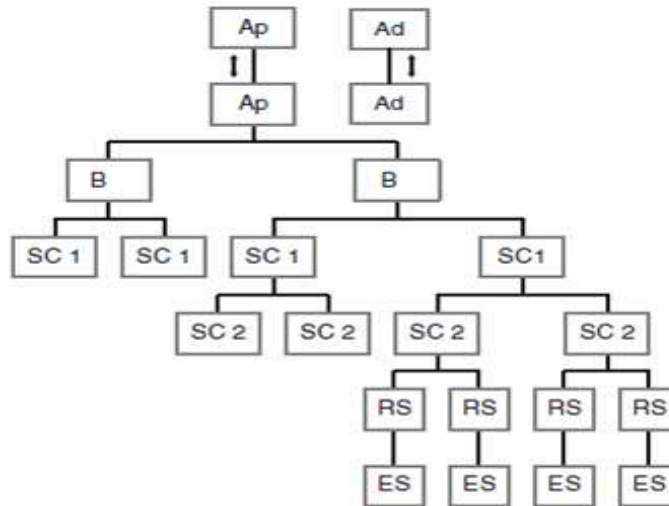 Ap Ad
Ap Ad
B B
SC 1 SC 1 SC 1 SC1
SC 2 SC 2 SC 2 SC 2
RS RS RS RS
ES ES ES ES